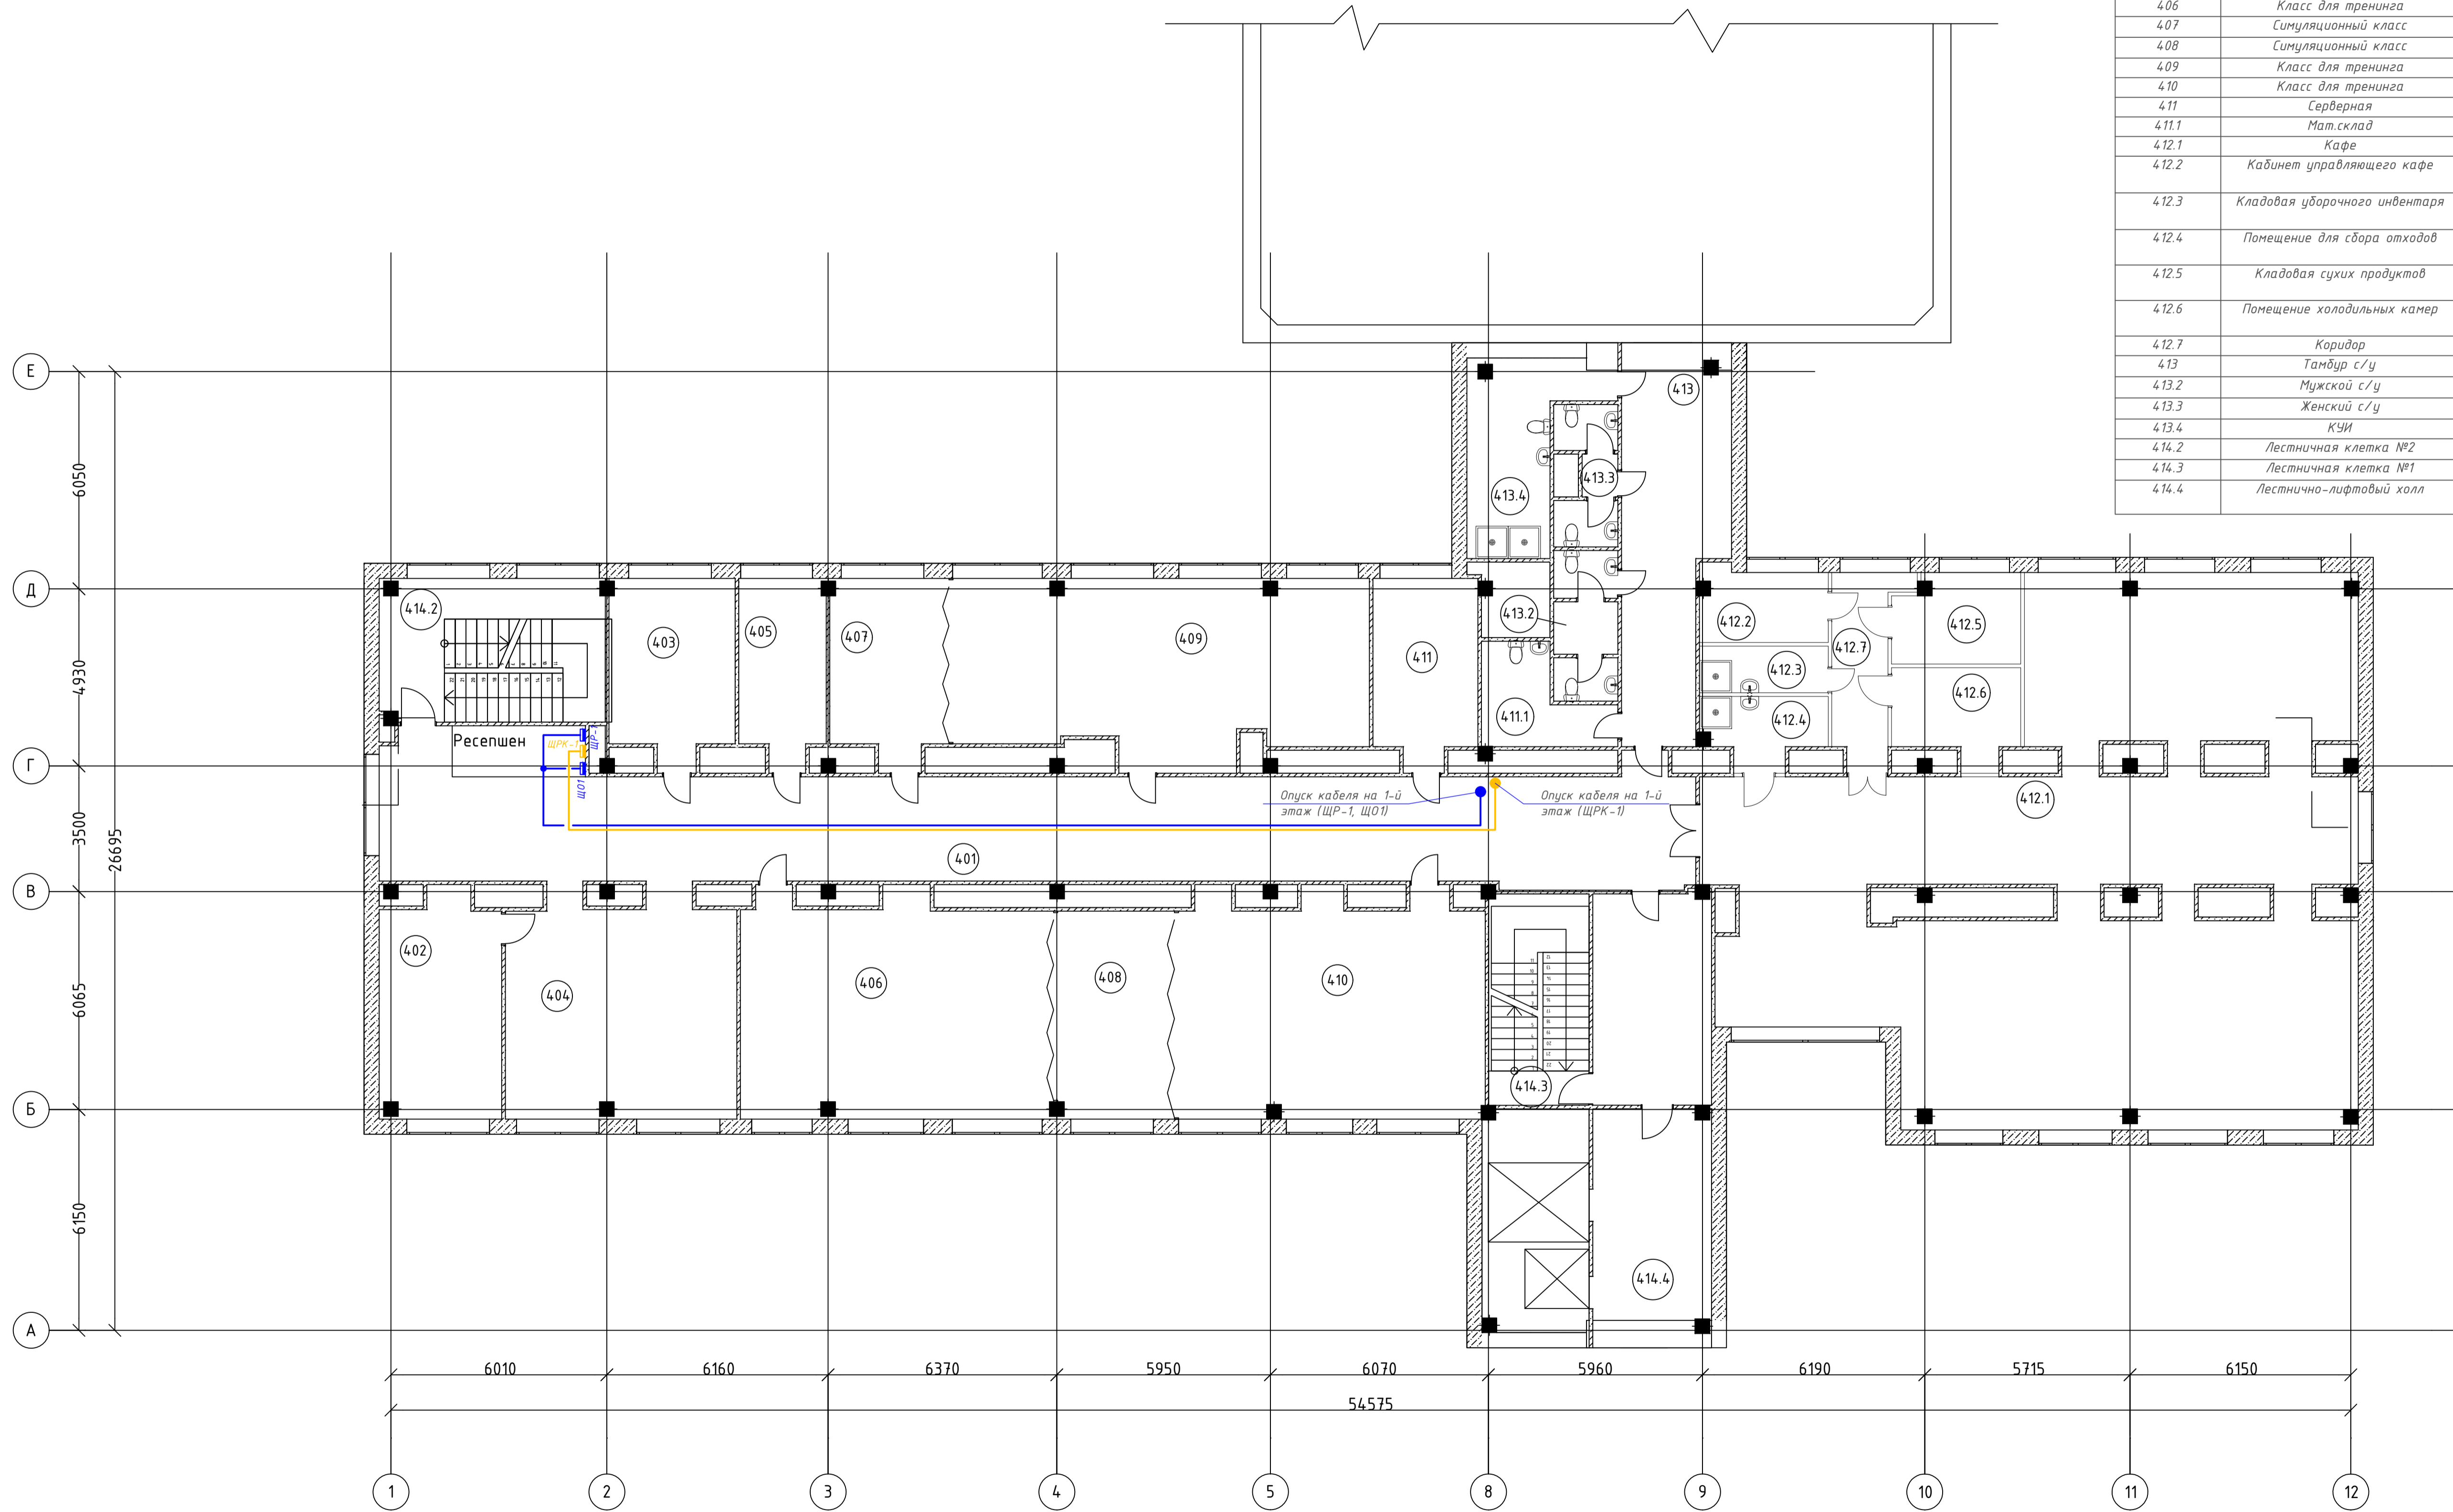 406 Класс для тренинга
407 Симуляционный класс
408 Симуляционный класс
409 Класс для тренинга
410 Класс для тренинга
411 Серверная
411.1 Мат.склад
412.1 Кафе
412.2 Кабинет управляющего кафе
412.3 Кладовая уборочного инвентаря
412.4 Помещение для сбора отходов
412.5 Кладовая сухих продуктов
412.6 Помещение холодильных камер
412.7 Коридор
413 Тамбур с/у
413.2 Мужской с/у
413.3 Женский с/у
413.4 КУИ
414.2 Лестничная клетка №2
414.3 Лестничная клетка №1
414.4 Лестнично-лифтовый холл
Е
413
6050
413.4
413.3
Д
414.2
403
405
407
409
411
413.2
412.2
412.5
412.7
412.3
412.6
412.4
411.1
4930
Ресепшен
ЩРК-1
ЩР-1
ЩО1
Г
Опуск кабеля на 1-й
этаж (ЩР-1, ЩО1)
Опуск кабеля на 1-й
этаж (ЩРК-1)
412.1
3500
26695
401
В
402
404
406
408
410
6065
414.3
Б
6150
414.4
А
6010 6160 6370 5950 6070 5960 6190 5715 6150
54575
1 2 3 4 5 8 9 10 11 12